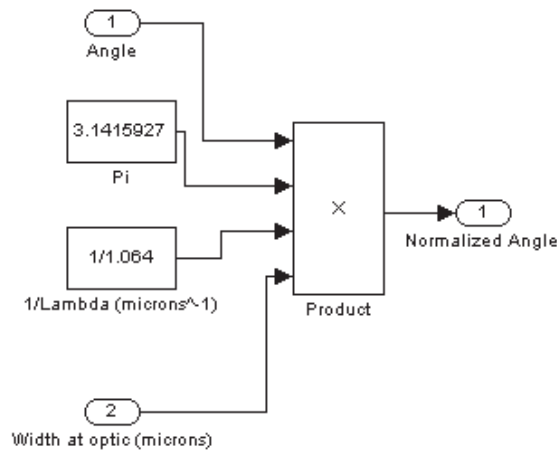 1
Angle
3.1415927
Pi
1/1.064
1/Lambda (microns^-1)
2
Width at optic (microns)
×
Product
1
Normalized Angle